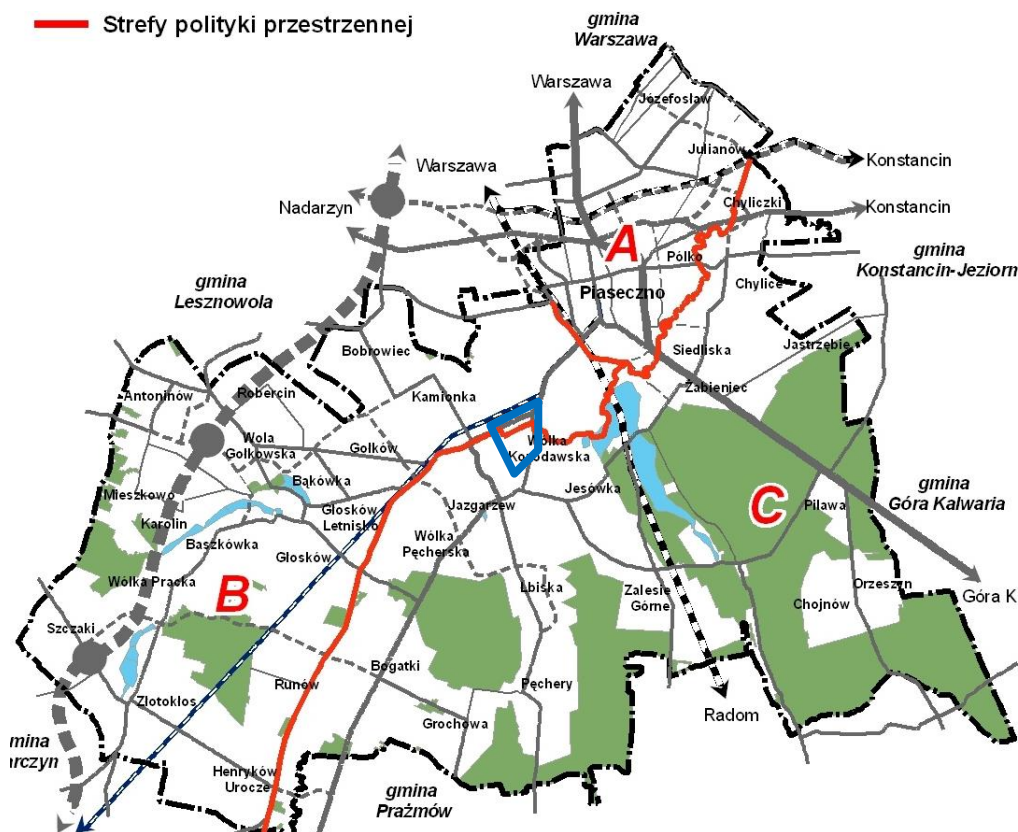 Strefy polityki przestrzennej
gmina
Warszawa
Warszawa
Józefosław
Julianów
Warszawa
Konstancin
Nadarzyn
Chyliczki
Konstancin
A
Pólko
gmina
Konstancin-Jeziorn
gmina
Lesznowola
Piaseczno
Chylice
Bobrowiec
Siedliska
Jastrzębie
Antoninów
Robercin
Kamionka
Żabieniec
Wola
Gołkowska
Gołków
Wólka
Kozodawska
Mieszkowo
Bąkówka
Głosków
Letnisko
Jazgarzew
Jesówka
C
Pilawa
gmina
Góra Kalwaria
Karolin
Baszkówka
Głosków
Wólka
Pęcherska
Wólka Pracka
B
Łbiska
Zalesie
Górne
Chojnów
Orzeszyn
Góra K
Szczaki
Bogatki
Runów
Pęchery
Złotokłos
Grochowa
Radom
gmina
rczyn
Henryków
Urocze
gmina
Prażmów